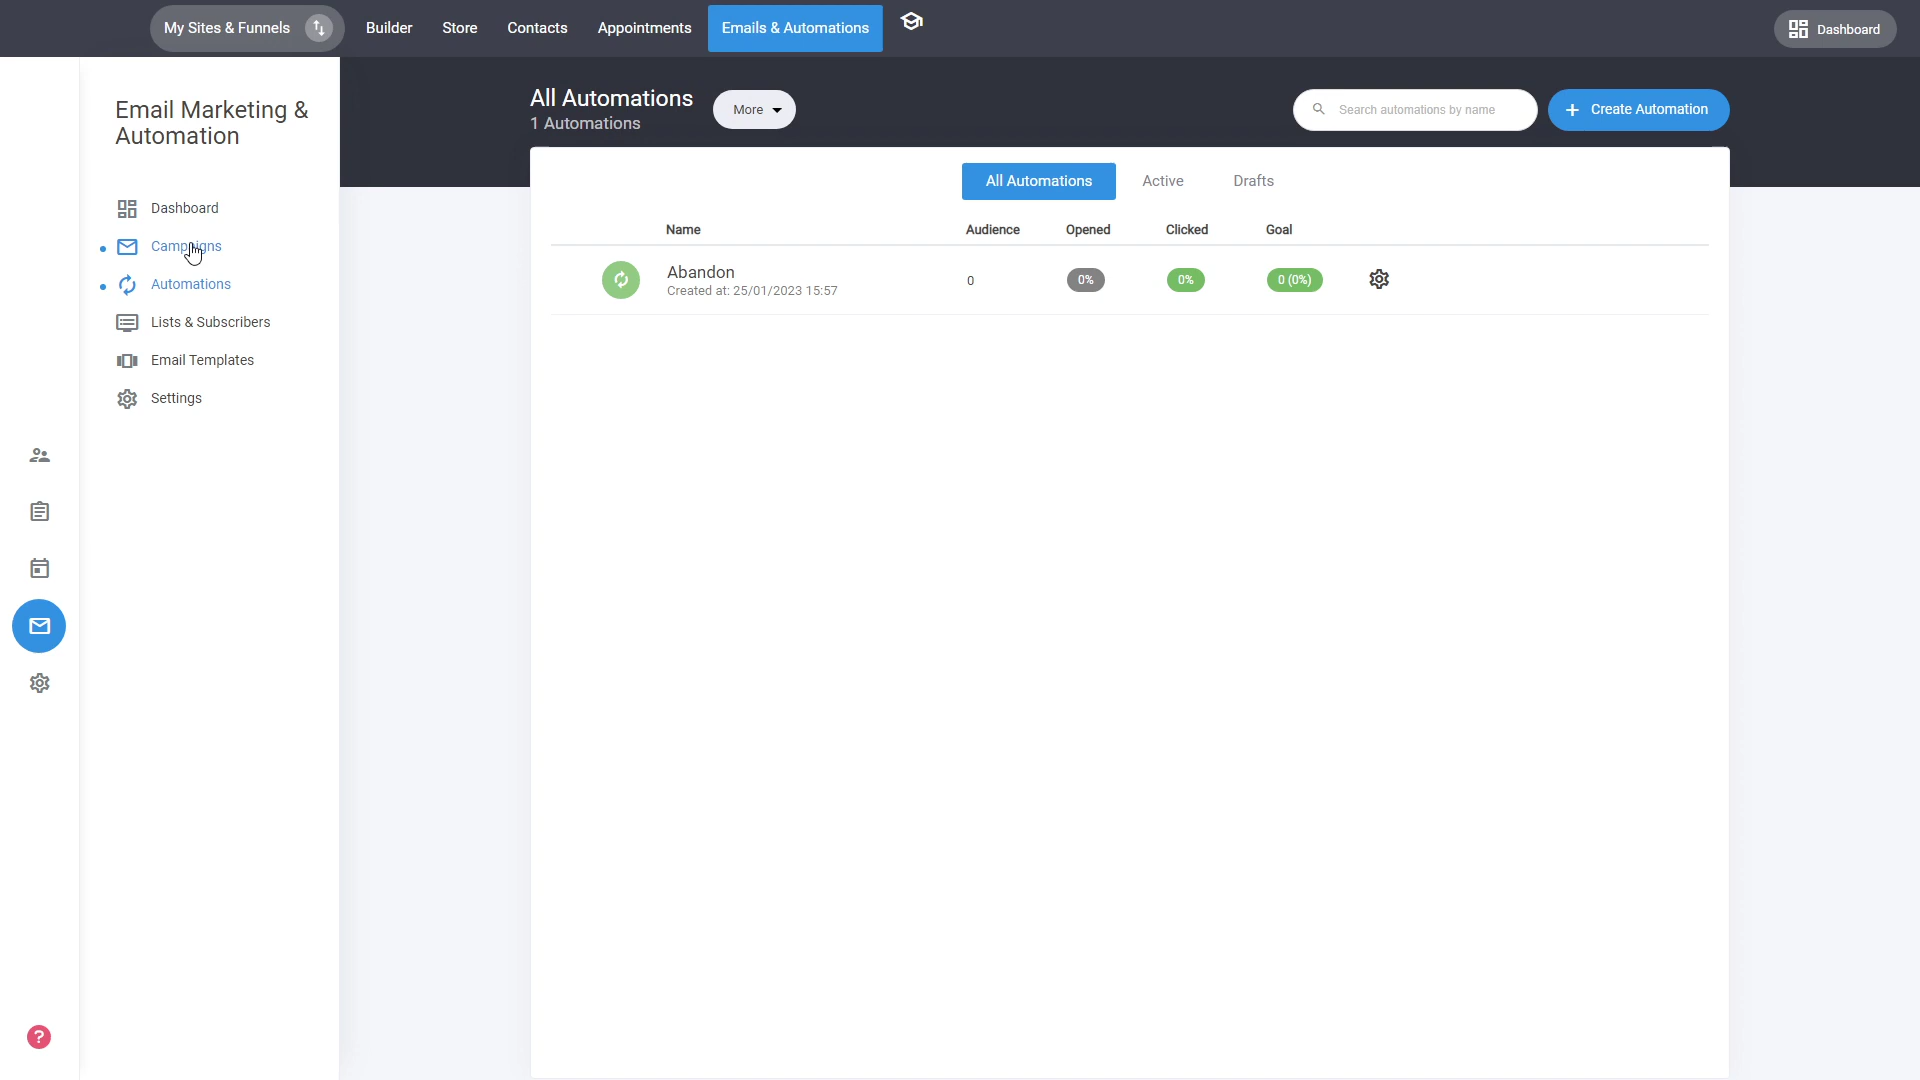 My Sites & Funnels
Builder
Store
Contacts
Appointments
Emails & Automations
Dashboard
Email Marketing &
Automation
Dashboard
Campaigns
Automations
Lists & Subscribers
Email Templates
Settings
All Automations
1 Automations
More
Search automations by name
+ Create Automation
All Automations
Active
Drafts
Name
Audience
Opened
Clicked
Goal
Abandon
Created at: 25/01/2023 15:57
0
0%
0%
0 (0%)
?